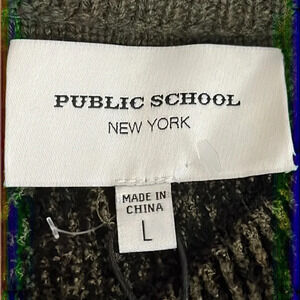 PUBLIC SCHOOL
NEW YORK
MADE IN
CHINA
L